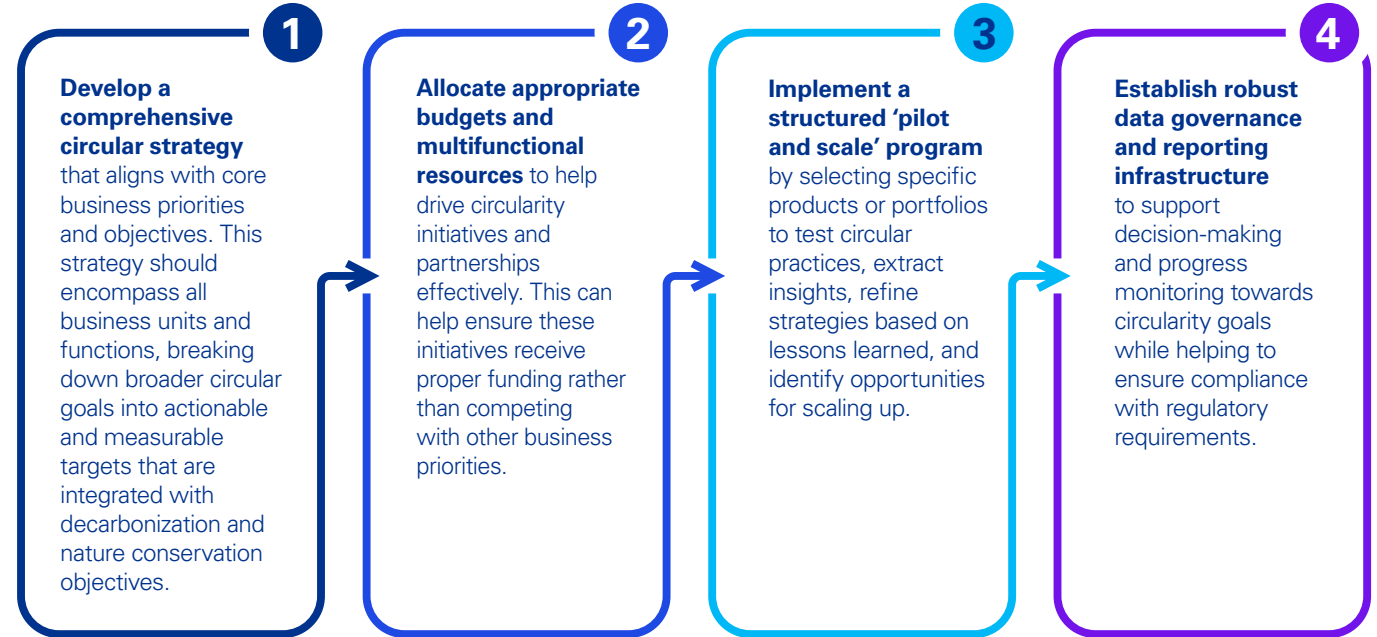 1
Develop a
comprehensive
circular strategy
that aligns with core
business priorities
and objectives. This
strategy should
encompass all
business units and
functions, breaking
down broader circular
goals into actionable
and measurable
targets that are
integrated with
decarbonization and
nature conservation
objectives.
2
Allocate appropriate
budgets and
multifunctional
resources to help
drive circularity
initiatives and
partnerships
effectively. This can
help ensure these
initiatives receive
proper funding rather
than competing
with other business
priorities.
3
Implement a
structured ‘pilot
and scale’ program
by selecting specific
products or portfolios
to test circular
practices, extract
insights, refine
strategies based on
lessons learned, and
identify opportunities
for scaling up.
4
Establish robust
data governance
and reporting
infrastructure
to support
decision-making
and progress
monitoring towards
circularity goals
while helping to
ensure compliance
with regulatory
requirements.